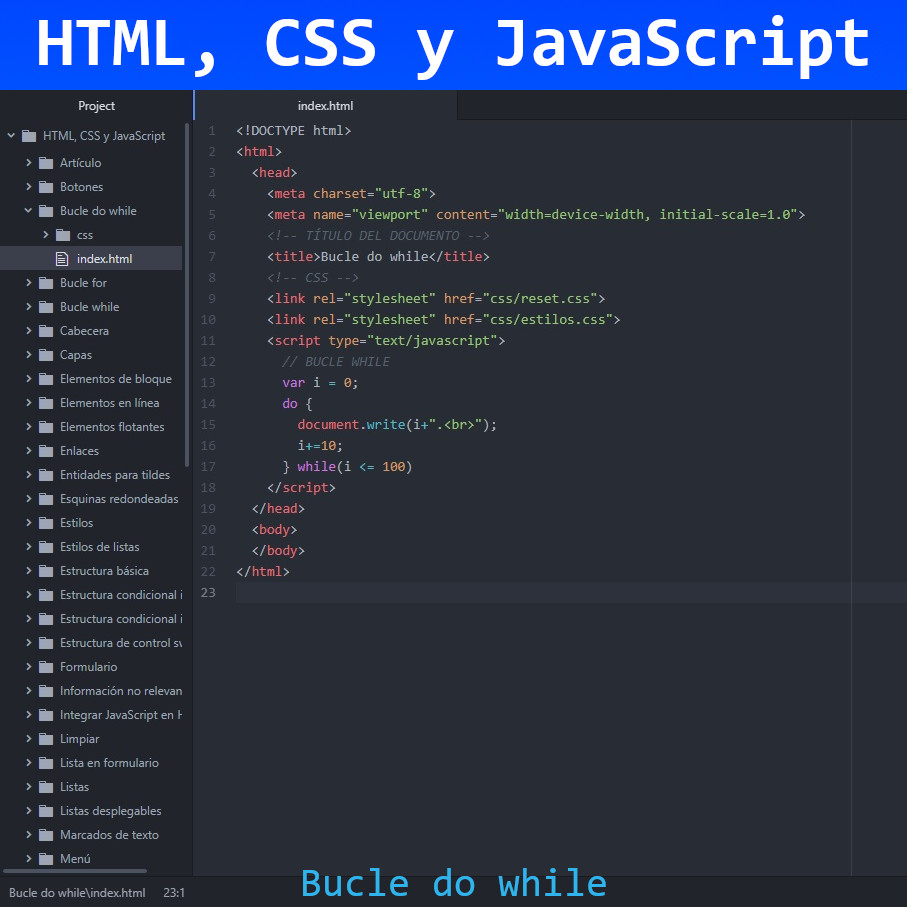 HTML, CSS y JavaScript
Project
HTML, CSS y JavaScript
Artículo
Botones
Bucle do while
css
index.html
Bucle for
Bucle while
Cabecera
Capas
Elementos de bloque
Elementos en línea
Elementos flotantes
Enlaces
Entidades para tildes
Esquinas redondeadas
Estilos
Estilos de listas
Estructura básica
Estructura condicional i
Estructura condicional i
Estructura de control sv
Formulario
Información no relevan
Integrar JavaScript en H
Limpiar
Lista en formulario
Listas
Listas desplegables
Marcados de texto
Menú
index.html
1 <!DOCTYPE html>
2 <html>
3 <head>
4 <meta charset="utf-8">
5 <meta name="viewport" content="width=device-width, initial-scale=1.0">
6 <!-- TÍTULO DEL DOCUMENTO -->
7 <title>Bucle do while</title>
8 <!-- CSS -->
9 <link rel="stylesheet" href="css/reset.css">
10 <link rel="stylesheet" href="css/estilos.css">
11 <script type="text/javascript">
12 // BUCLE WHILE
13 var i = 0;
14 do {
15 document.write(i+".<br>");
16 i+=10;
17 } while(i <= 100)
18 </script>
19 </head>
20 <body>
21 </body>
22 </html>
23
Bucle do while\index.html 23:1
Bucle do while